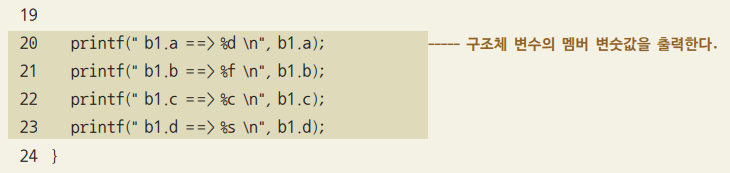 19
20 printf(" b1.a ==> %d \n", b1.a); ----- 구조체 변수의 멤버 변숫값을 출력한다.
21 printf(" b1.b ==> %f \n", b1.b);
22 printf(" b1.c ==> %c \n", b1.c);
23 printf(" b1.d ==> %s \n", b1.d);
24 }